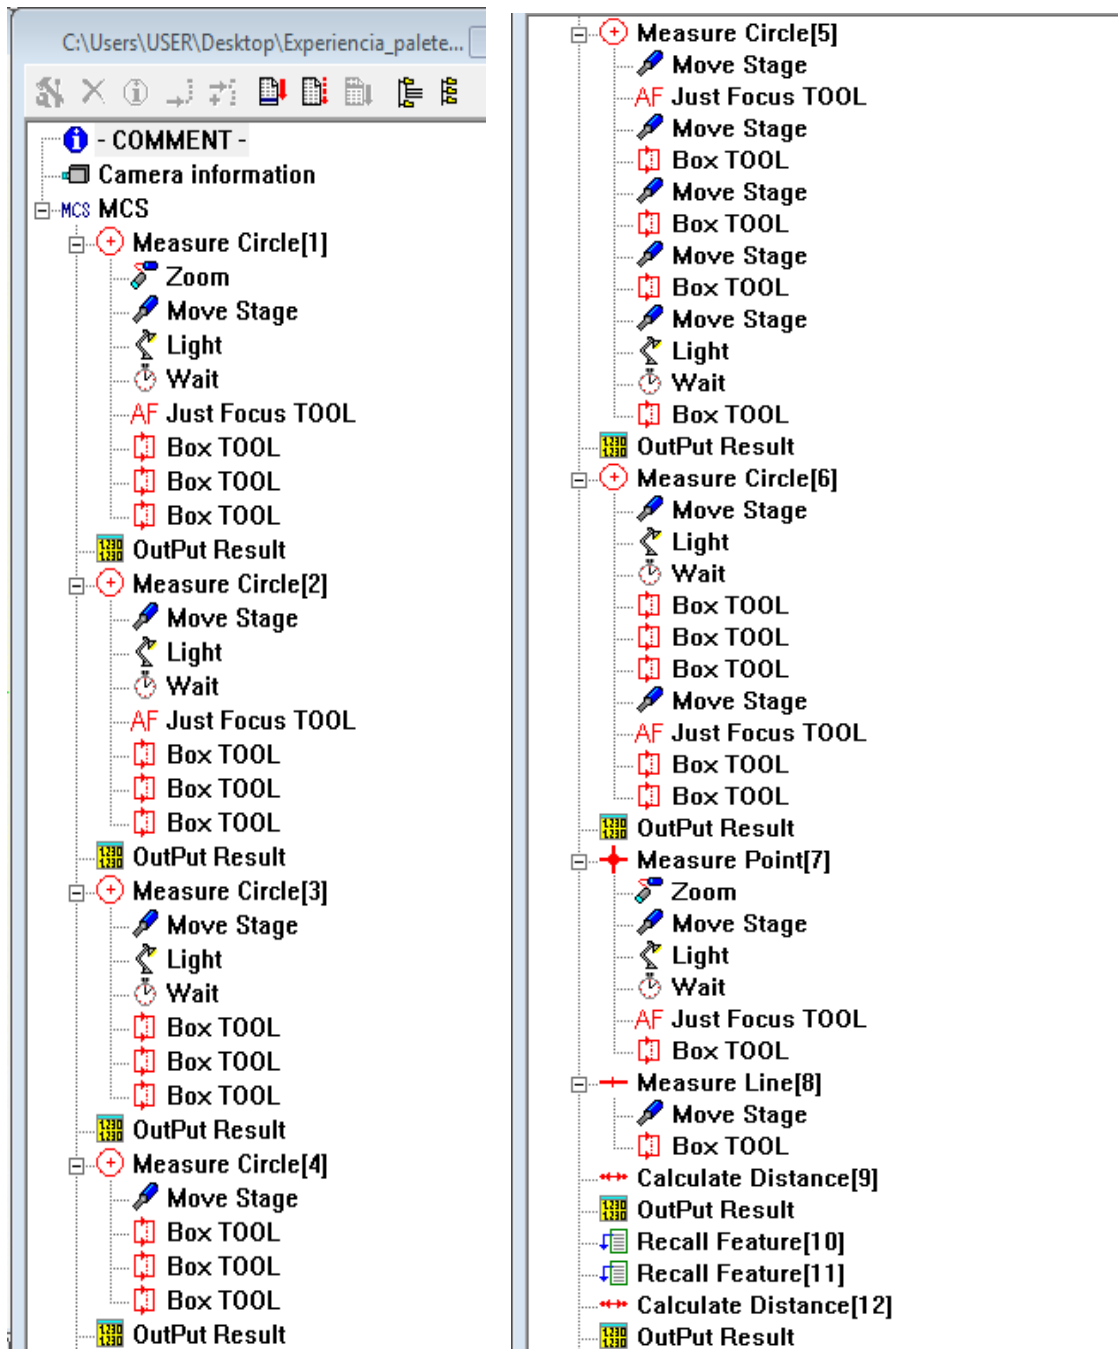 C:\Users\USER\Desktop\Experiencia_palete...
- COMMENT -
Camera information
MCS MCS
Measure Circle[1]
Zoom
Move Stage
Light
Wait
AF Just Focus TOOL
Box TOOL
Box TOOL
Box TOOL
OutPut Result
Measure Circle[2]
Move Stage
Light
Wait
AF Just Focus TOOL
Box TOOL
Box TOOL
Box TOOL
OutPut Result
Measure Circle[3]
Move Stage
Light
Wait
Box TOOL
Box TOOL
Box TOOL
OutPut Result
Measure Circle[4]
Move Stage
Box TOOL
Box TOOL
Box TOOL
OutPut Result
Measure Circle[5]
Move Stage
AF Just Focus TOOL
Move Stage
Box TOOL
Move Stage
Box TOOL
Move Stage
Box TOOL
Move Stage
Light
Wait
Box TOOL
OutPut Result
Measure Circle[6]
Move Stage
Light
Wait
Box TOOL
Box TOOL
Box TOOL
Move Stage
AF Just Focus TOOL
Box TOOL
Box TOOL
OutPut Result
Measure Point[7]
Zoom
Move Stage
Light
Wait
AF Just Focus TOOL
Box TOOL
Measure Line[8]
Move Stage
Box TOOL
Calculate Distance[9]
OutPut Result
Recall Feature[10]
Recall Feature[11]
Calculate Distance[12]
OutPut Result